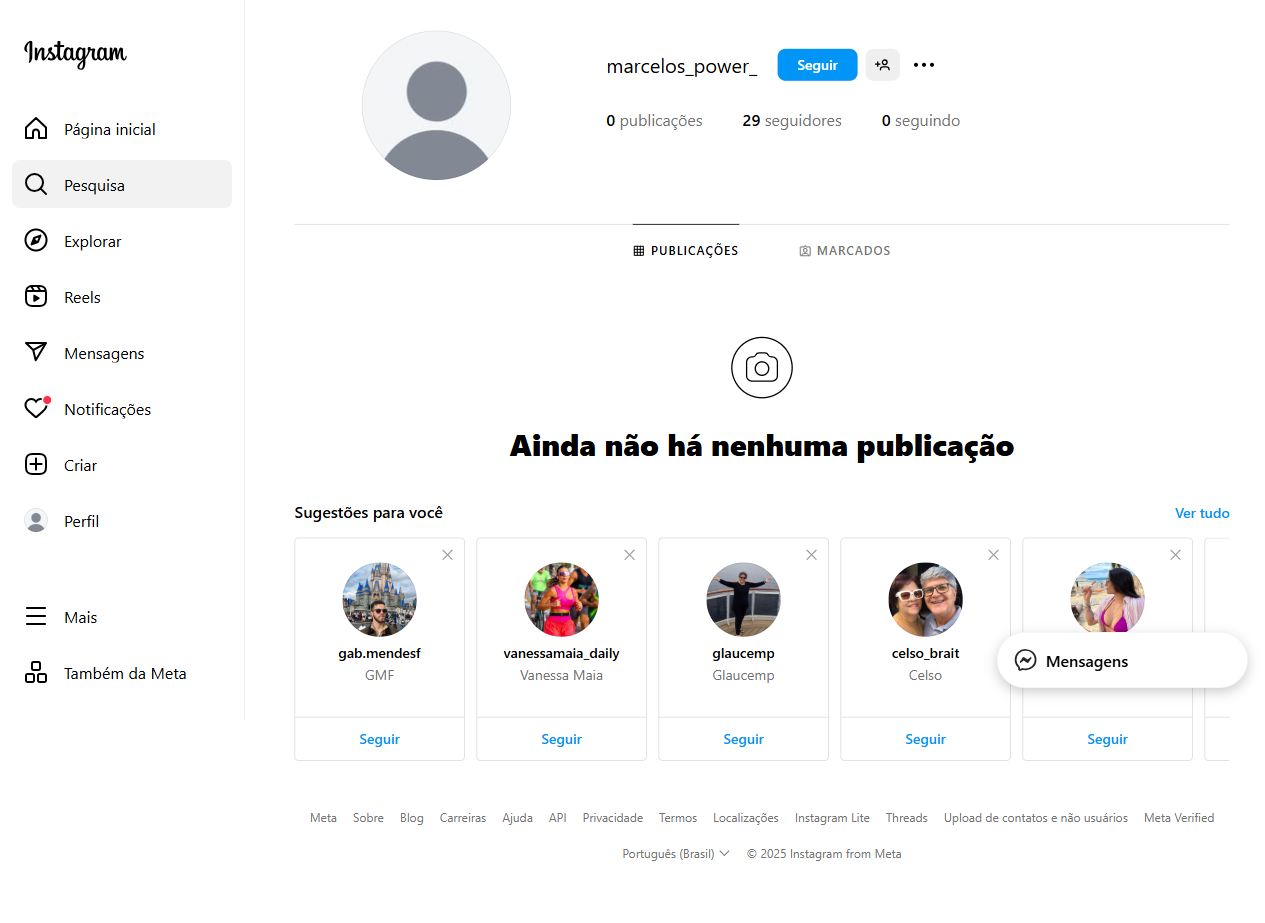 Instagram
Página inicial
Pesquisa
Explorar
Reels
Mensagens
Notificações
Criar
Perfil
Mais
Também da Meta
marcelos_power_ Seguir
0 publicações 29 seguidores 0 seguindo
PUBLICAÇÕES MARCADOS
Ainda não há nenhuma publicação
Sugestões para você Ver tudo
gab.mendesf vanessamaia_daily glaucemp celso_brait
GMF Vanessa Maia Glaucemp Celso
Mensagens
Seguir Seguir Seguir Seguir Seguir
Meta Sobre Blog Carreiras Ajuda API Privacidade Termos Localizações Instagram Lite Threads Upload de contatos e não usuários Meta Verified
Português (Brasil) © 2025 Instagram from Meta